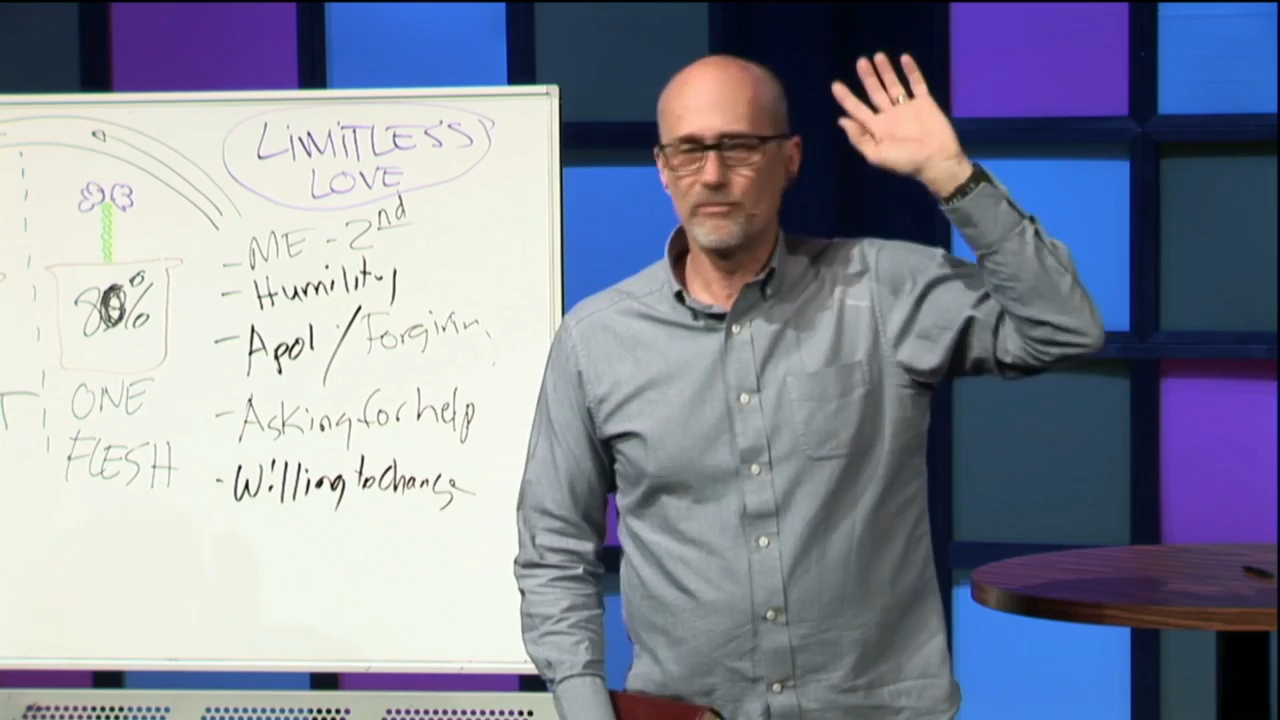 LIMITLESS
LOVE
- ME - 2nd
- Humility
- Apol / Forgivn.
- Asking for help
- Willing to change
80%
ONE
FLESH
T